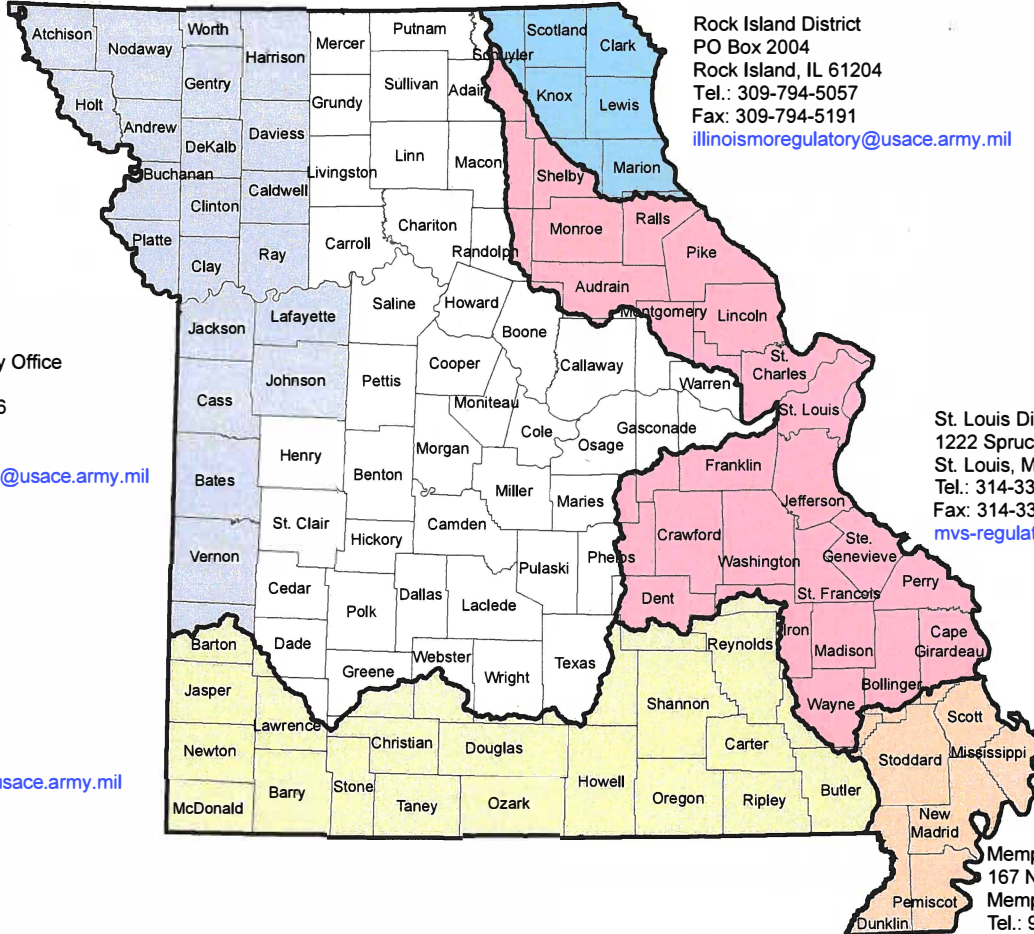 Rock Island District
PO Box 2004
Rock Island, IL 61204
Tel.: 309-794-5057
Fax: 309-794-5191
illinoismoregulatory@usace.army.mil
Atchison
Nodaway
Worth
Harrison
Mercer
Putnam
Schuyler
Scotland
Clark
Gentry
Sullivan
Adair
Knox
Lewis
Holt
Grundy
Andrew
Daviess
DeKalb
Linn
Macon
Marion
Buchanan
Livingston
Shelby
Caldwell
Clinton
Chariton
Ralls
Monroe
Platte
Carroll
Randolph
Pike
Clay
Ray
Audrain
Saline
Howard
Montgomery
Lincoln
Jackson
Lafayette
Boone
y Office
Cooper
Callaway
St.
Charles
Johnson
Pettis
Warren
Cass
6
Moniteau
St. Louis
Cole
Gasconade
Osage
St. Louis Di
1222 Spruc
St. Louis, M
Tel.: 314-33
Fax: 314-33
mvs-regulat
Henry
Morgan
Franklin
@usace.army.mil
Bates
Benton
Miller
Maries
Jefferson
St. Clair
Camden
Crawford
Hickory
Ste.
Genevieve
Vernon
Phelps
Washington
Pulaski
Perry
Cedar
Dallas
Laclede
Dent
St. Francois
Polk
Barton
Dade
Iron
Cape
Girardeau
Reynolds
Madison
Webster
Texas
Greene
Wright
Bollinger
Jasper
Shannon
Wayne
Lawrence
Scott
Christian
Douglas
Carter
Newton
Mississippi
Stoddard
usace.army.mil
Howell
Stone
Barry
Butler
Taney
Ozark
Oregon
Ripley
McDonald
New
Madrid
Memp
167 N
Memp
Tel.: 9
Pemiscot
Dunklin